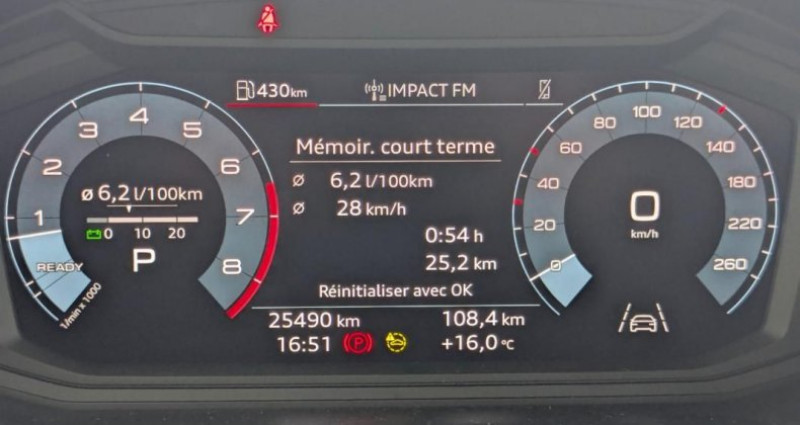 430 km
IMPACT FM
Mémoir. court terme
ø 6,2 l/100km
ø 28 km/h
0:54 h
25,2 km
Réinitialiser avec OK
25490 km 108,4 km
16:51 P +16,0 °C
1 2 3 4 5 6 7 8
READY
1/min x 1000
ø 6,2 l/100km
0 10 20
P
0 20 40 60 80 100 120 140 180 220 260
0
km/h